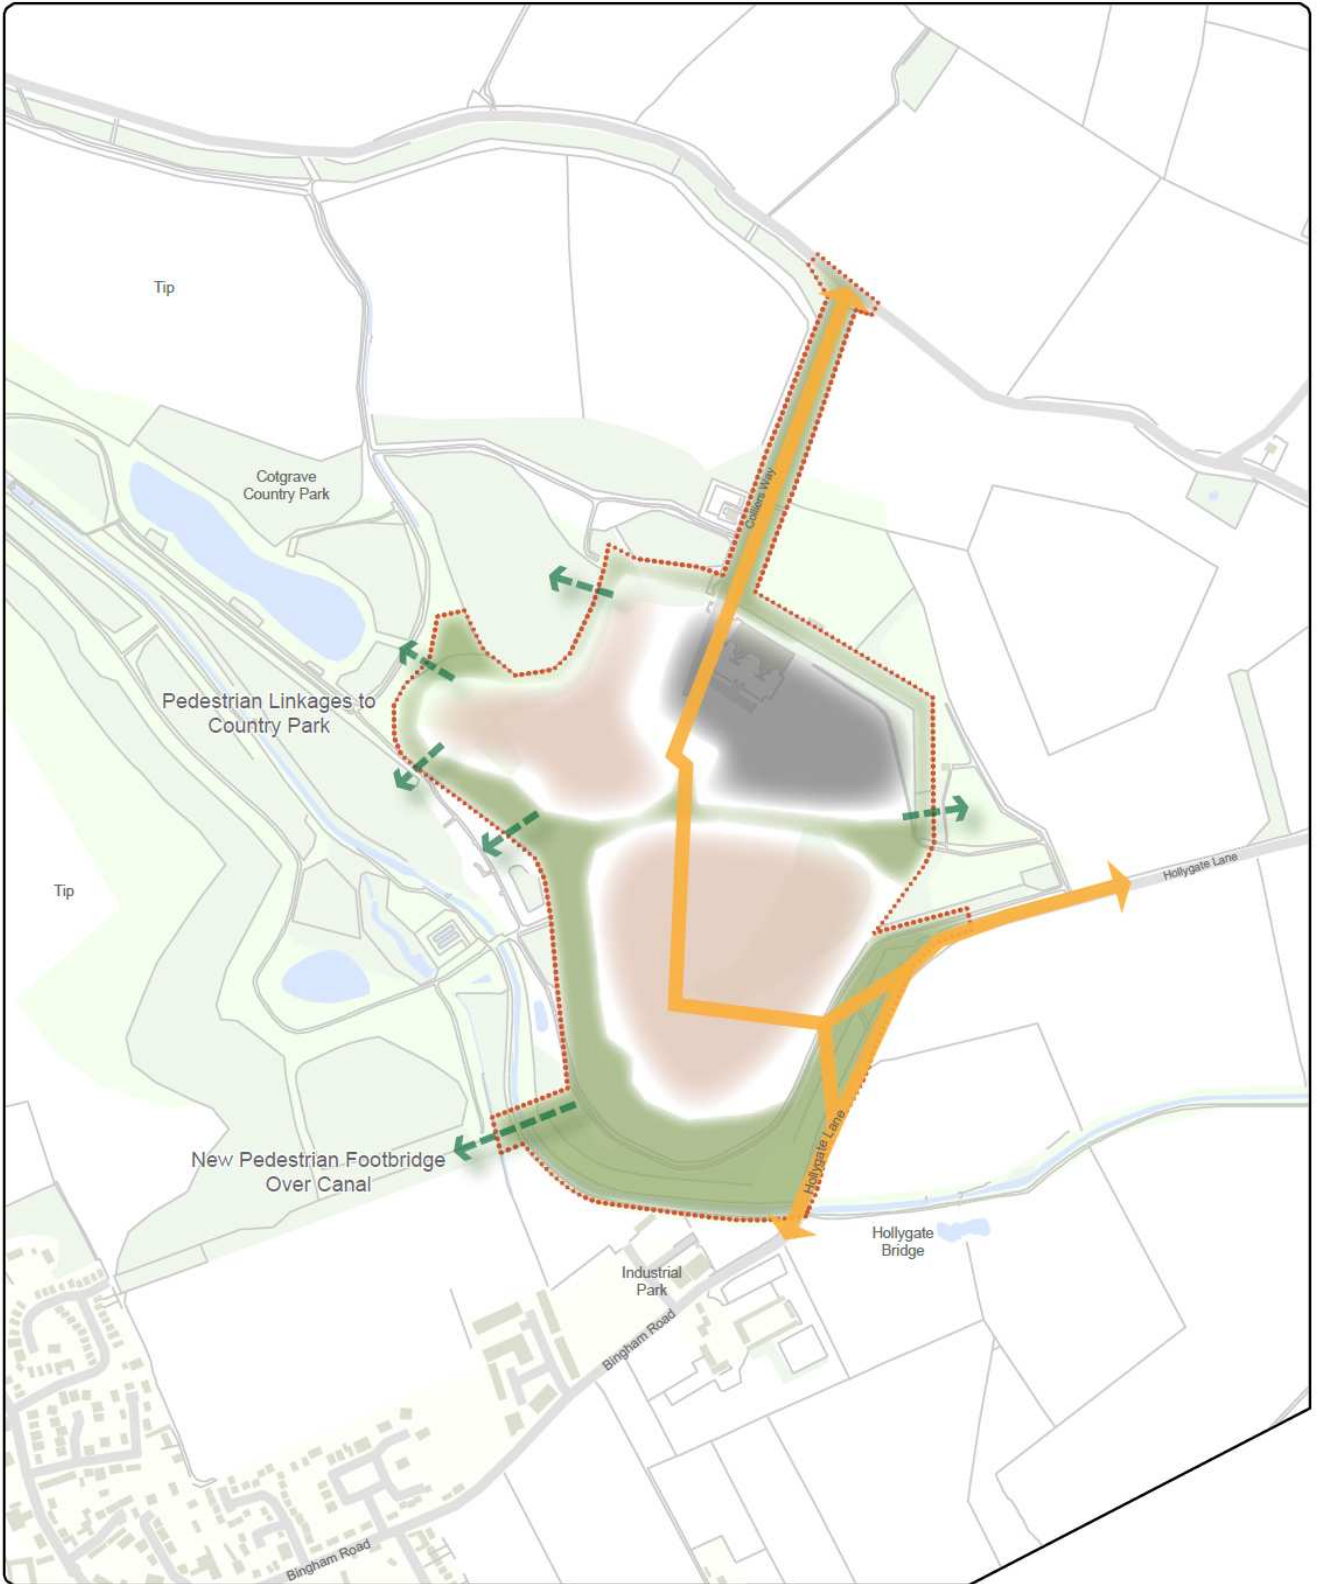 Tip
Cotgrave
Country Park
Colliers Way
Pedestrian Linkages to
Country Park
Hollygate Lane
Tip
Hollygate Lane
New Pedestrian Footbridge
Over Canal
Hollygate
Bridge
Industrial
Park
Bingham Road
Bingham Road